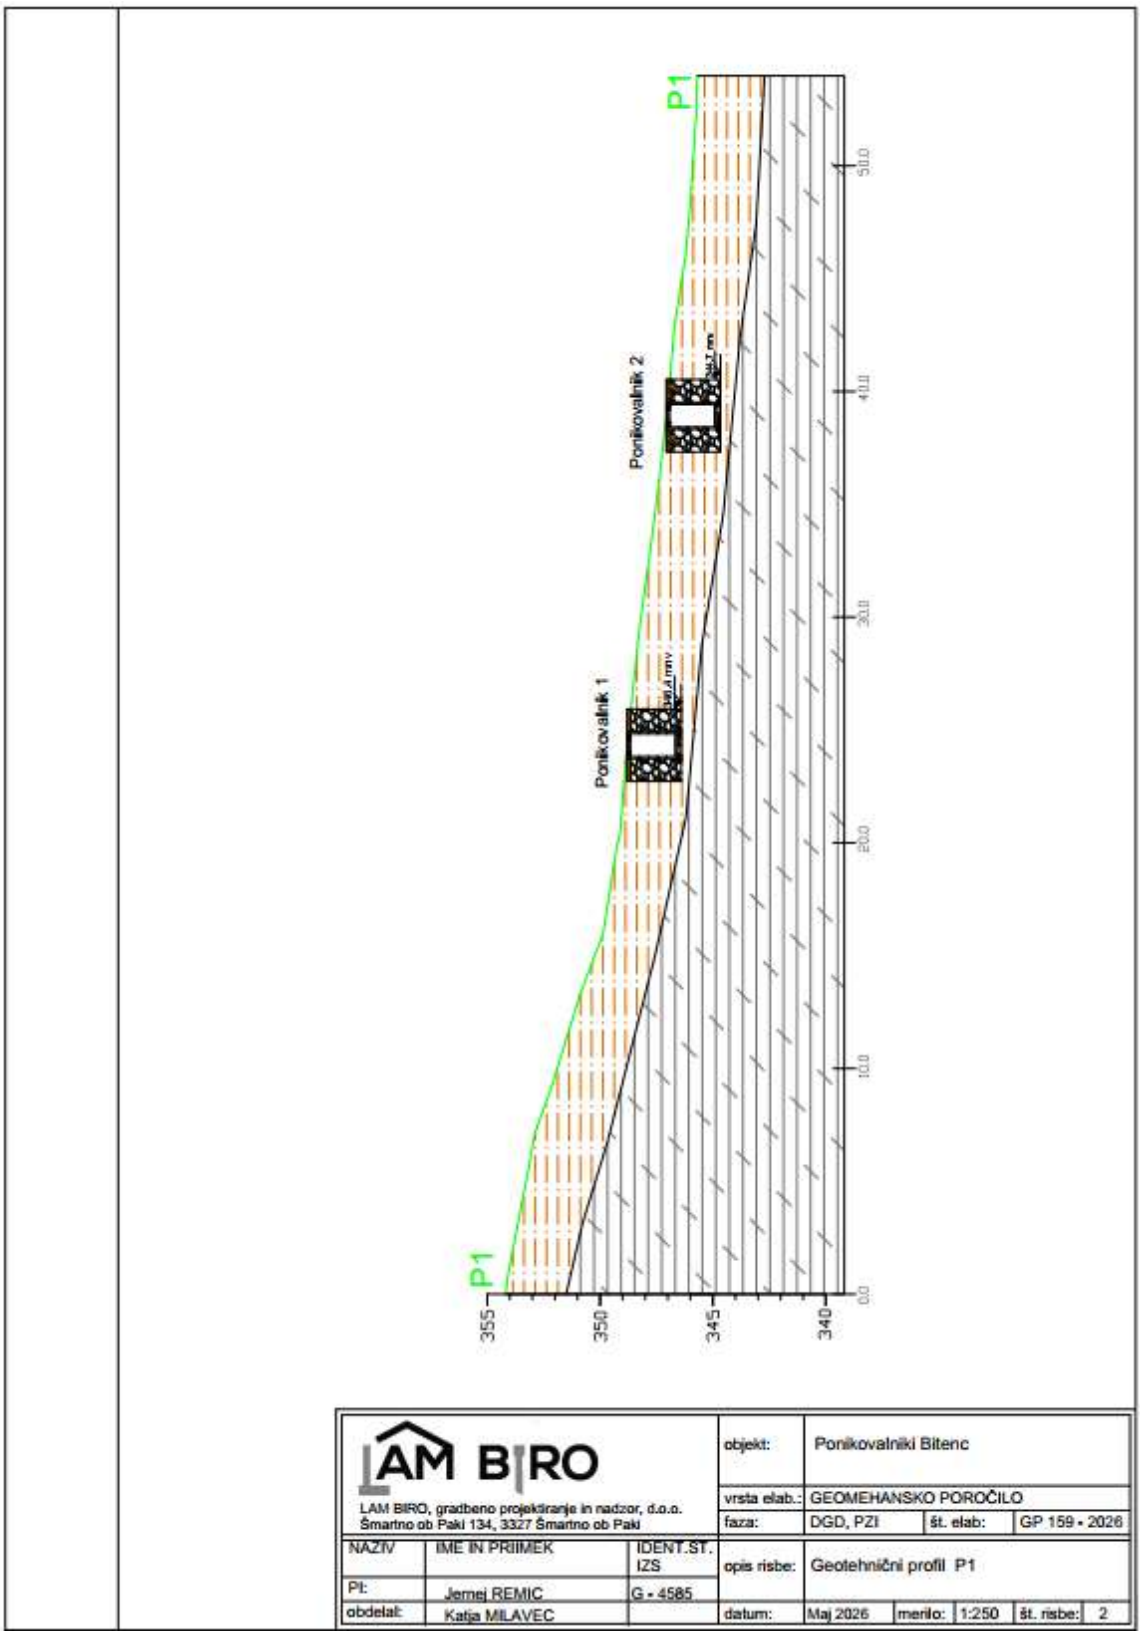 P1
50.0
Ponikovalnik 2
40.0
30.0
Ponikovalnik 1
20.0
10.0
P1
0.0
355
350
345
340
LAM BIRO
LAM BIRO, gradbeno projektiranje in nadzor, d.o.o.
Šmartno ob Paki 134, 3327 Šmartno ob Paki
objekt: Ponikovalniki Bitenc
vrsta elab.: GEOMEHANSKO POROČILO
faza: DGD, PZI št. elab: GP 159 - 2026
NAZIV IME IN PRIIMEK IDENT.ŠT. IZS
opis risbe: Geotehnični profil P1
PI: Jernej REMIC G - 4585
obdelal: Katja MILAVEC
datum: Maj 2026 merilo: 1:250 št. risbe: 2